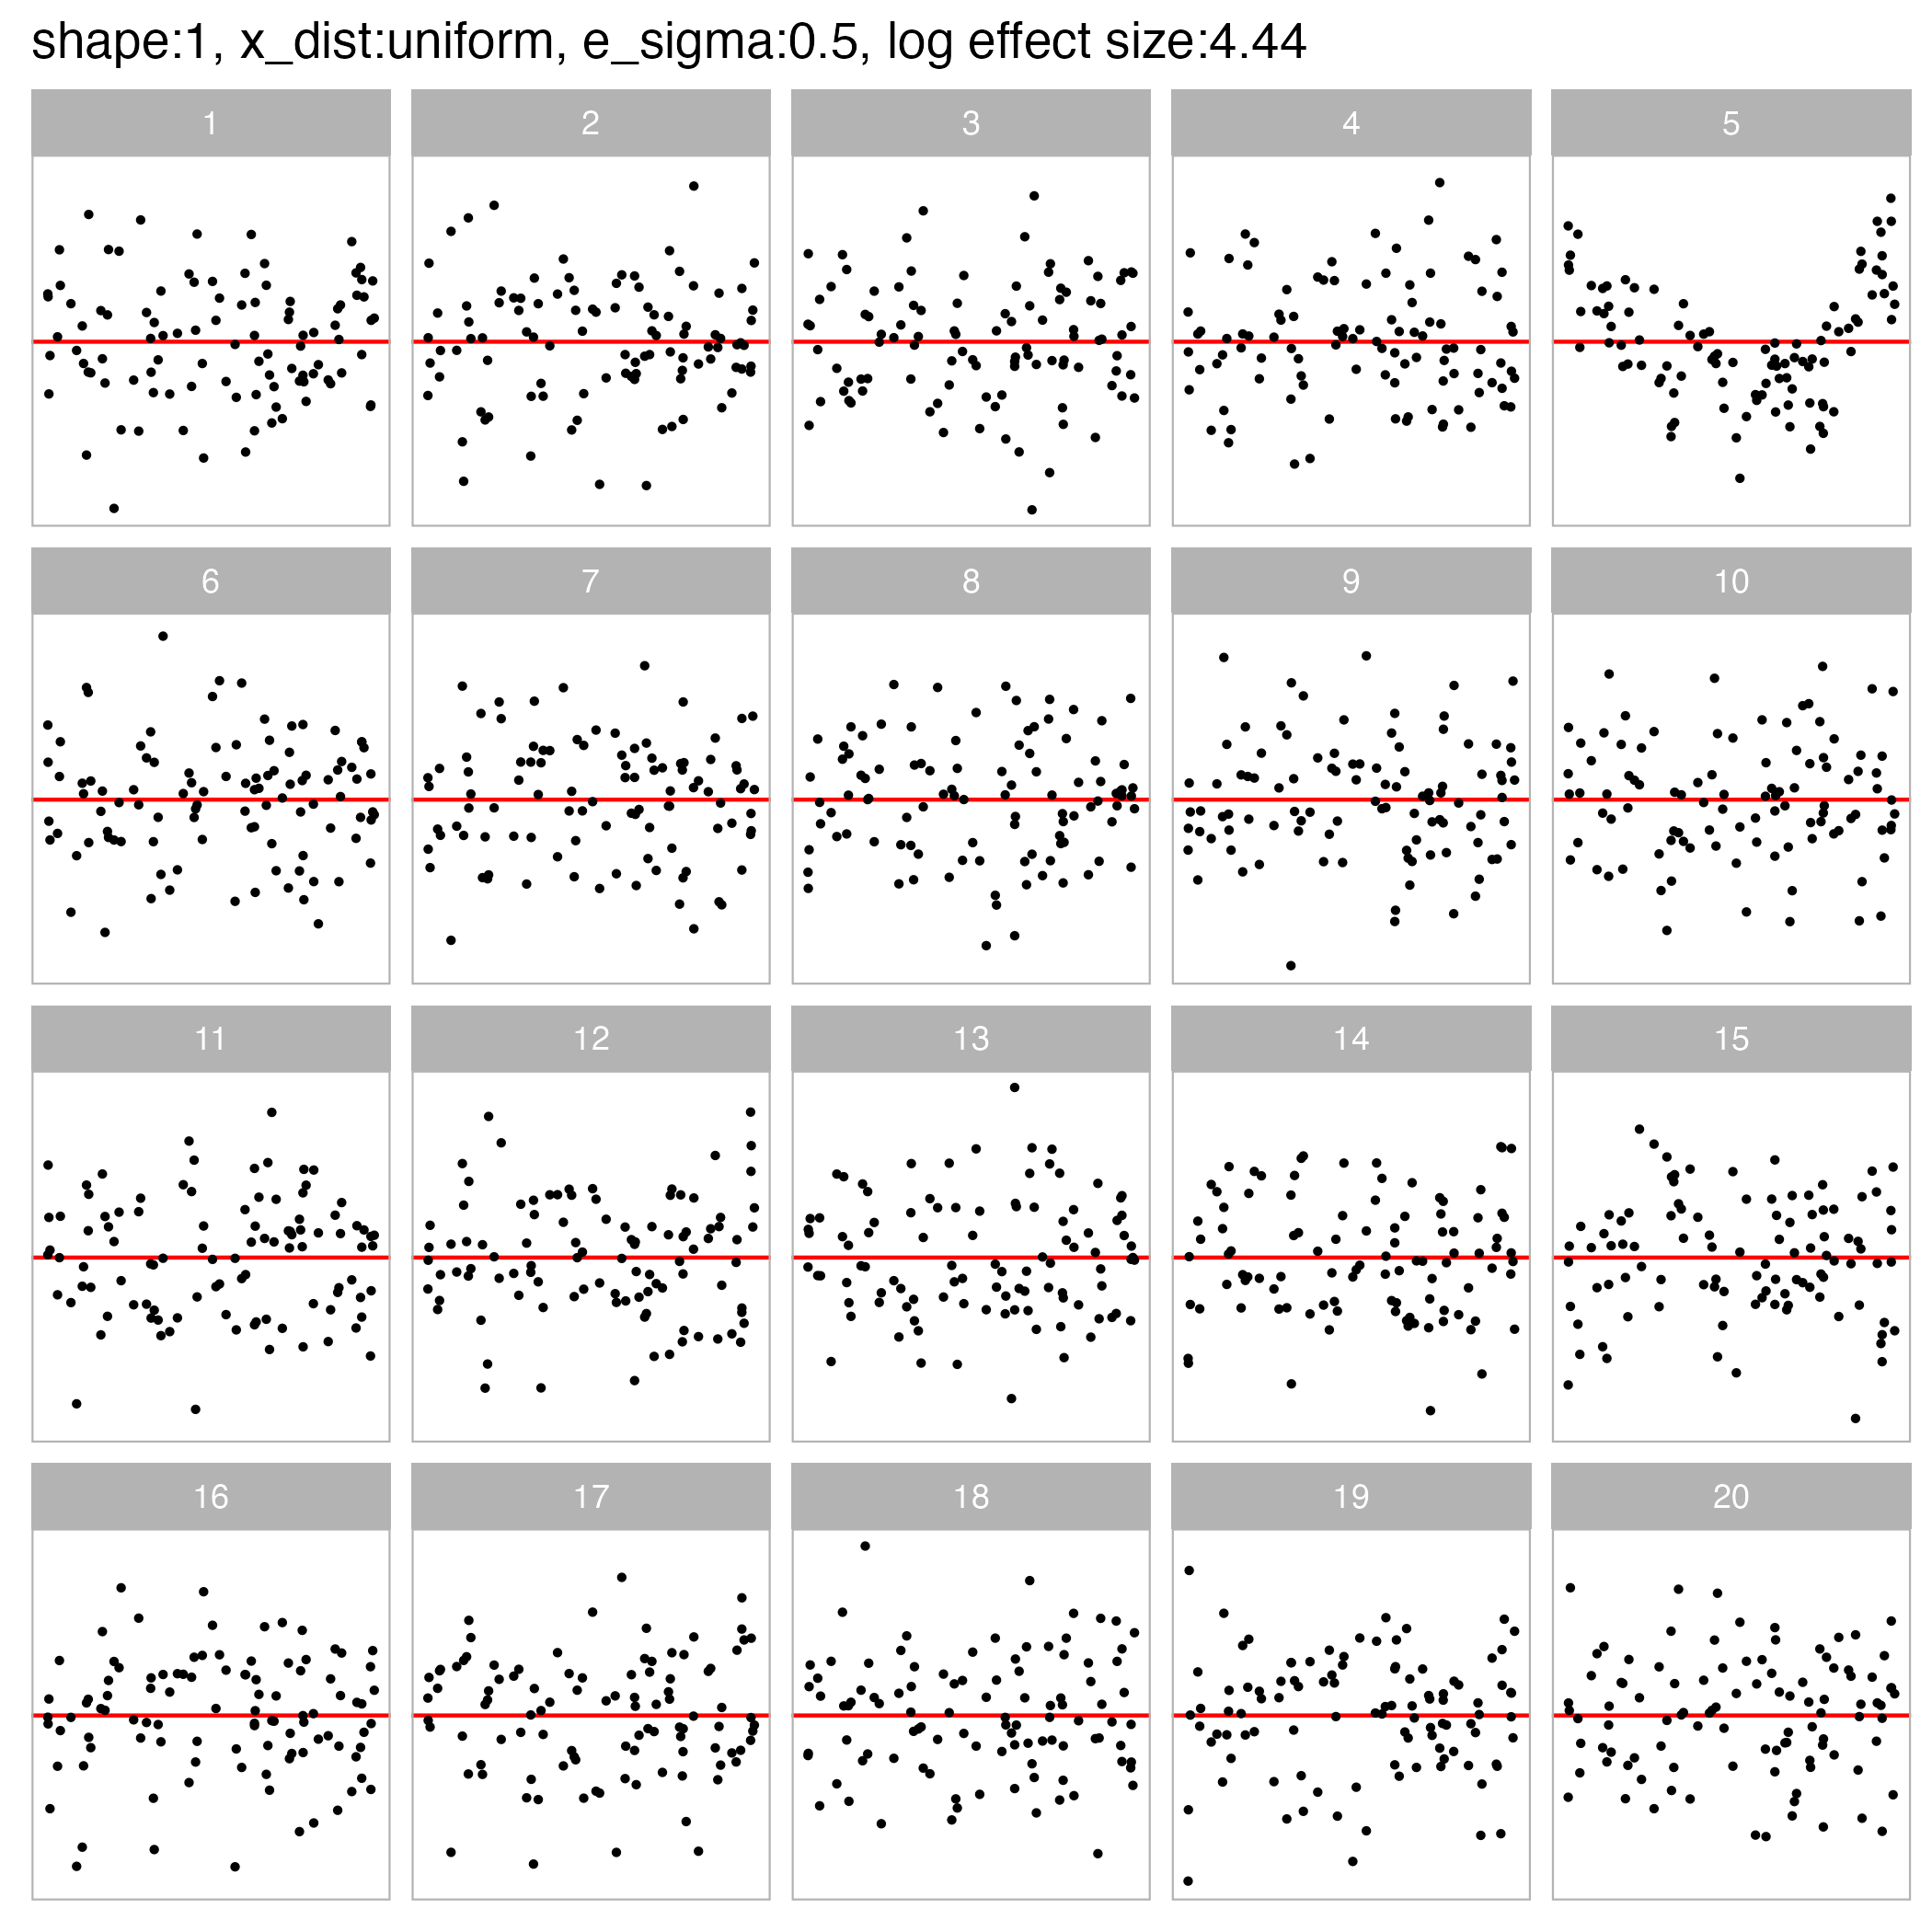 shape:1, x_dist:uniform, e_sigma:0.5, log effect size:4.44
1 2 3 4 5
6 7 8 9 10
11 12 13 14 15
16 17 18 19 20